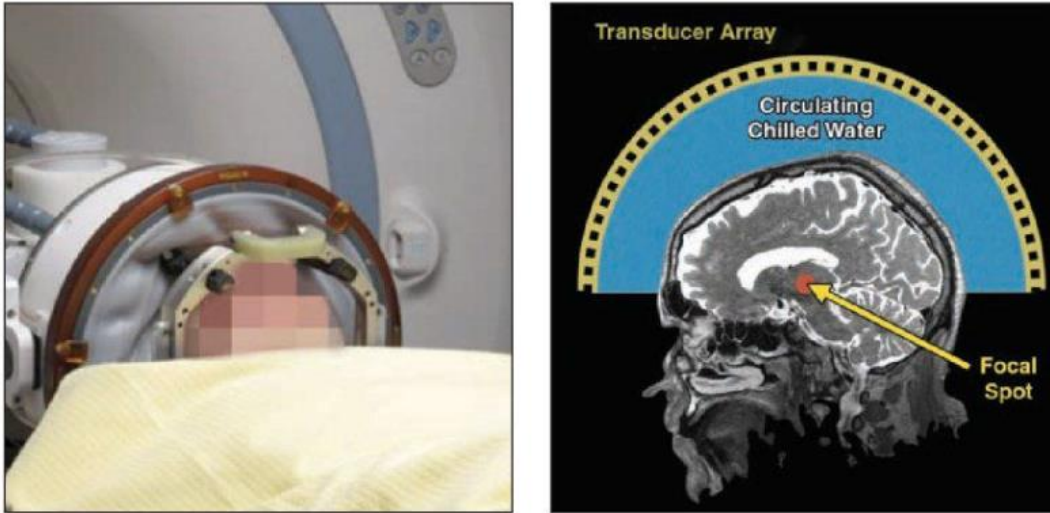 Transducer Array
Circulating
Chilled Water
Focal
Spot